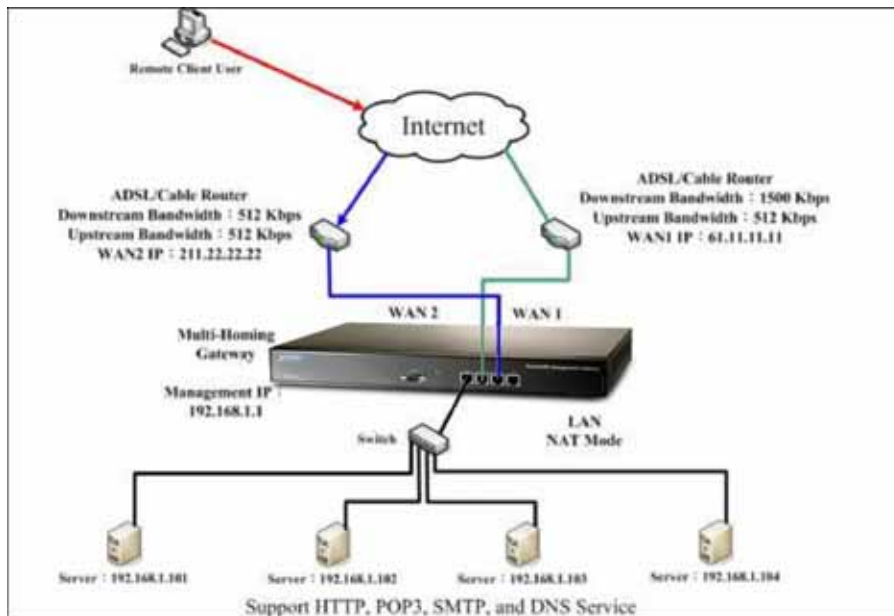 Remote Client User
Internet
ADSL/Cable Router
Downstream Bandwidth：512 Kbps
Upstream Bandwidth：512 Kbps
WAN2 IP：211.22.22.22
ADSL/Cable Router
Downstream Bandwidth：1500 Kbps
Upstream Bandwidth：512 Kbps
WAN1 IP：61.11.11.11
WAN 2
WAN 1
Multi-Homing
Gateway
Management IP：
192.168.1.1
LAN
NAT Mode
Switch
Server：192.168.1.101
Server：192.168.1.102
Server：192.168.1.103
Server：192.168.1.104
Support HTTP, POP3, SMTP, and DNS Service